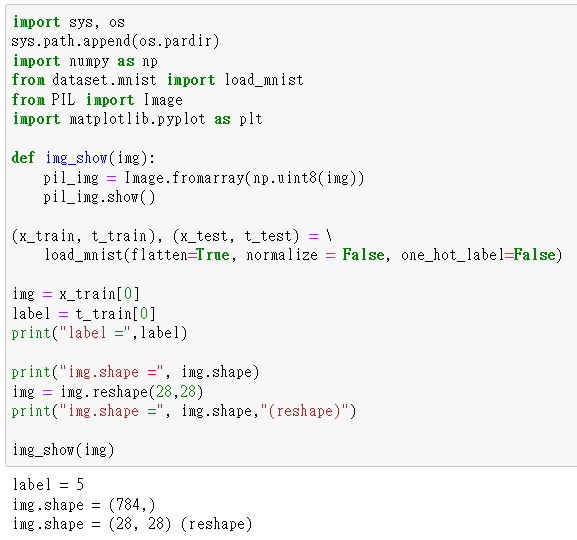 import sys, os
sys.path.append(os.pardir)
import numpy as np
from dataset.mnist import load_mnist
from PIL import Image
import matplotlib.pyplot as plt

def img_show(img):
    pil_img = Image.fromarray(np.uint8(img))
    pil_img.show()

(x_train, t_train), (x_test, t_test) = \
    load_mnist(flatten=True, normalize = False, one_hot_label=False)

img = x_train[0]
label = t_train[0]
print("label =",label)

print("img.shape =", img.shape)
img = img.reshape(28,28)
print("img.shape =", img.shape,"(reshape)")

img_show(img)
label = 5
img.shape = (784,)
img.shape = (28, 28) (reshape)